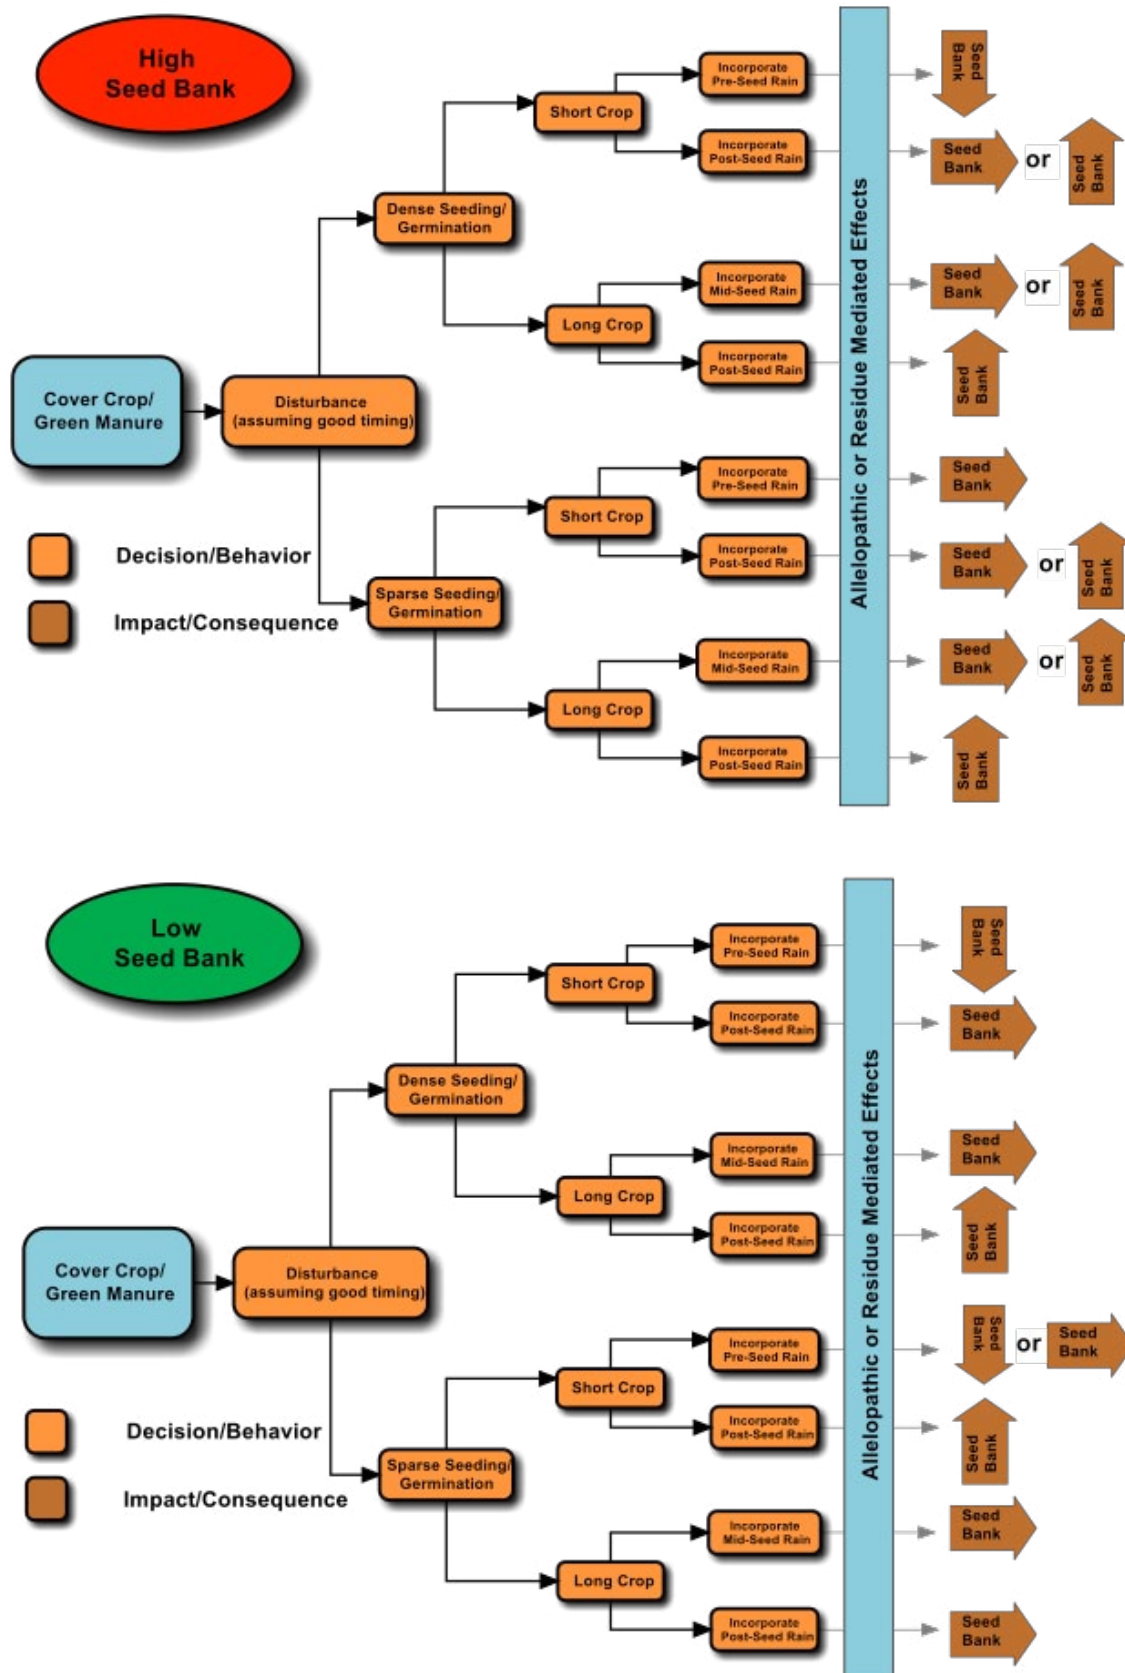 High
Seed Bank
Incorporate
Pre-Seed Rain
Seed
Bank
Short Crop
Incorporate
Post-Seed Rain
Seed
Bank
or
Seed
Bank
Dense Seeding/
Germination
Incorporate
Mid-Seed Rain
Seed
Bank
or
Seed
Bank
Long Crop
Incorporate
Post-Seed Rain
Seed
Bank
Cover Crop/
Green Manure
Disturbance
(assuming good timing)
Allelopathic or Residue Mediated Effects
Incorporate
Pre-Seed Rain
Seed
Bank
Short Crop
Incorporate
Post-Seed Rain
Seed
Bank
or
Seed
Bank
Decision/Behavior
Sparse Seeding/
Germination
Impact/Consequence
Incorporate
Mid-Seed Rain
Seed
Bank
or
Seed
Bank
Long Crop
Incorporate
Post-Seed Rain
Seed
Bank
Low
Seed Bank
Incorporate
Pre-Seed Rain
Seed
Bank
Short Crop
Incorporate
Post-Seed Rain
Seed
Bank
Dense Seeding/
Germination
Incorporate
Mid-Seed Rain
Seed
Bank
Long Crop
Incorporate
Post-Seed Rain
Seed
Bank
Cover Crop/
Green Manure
Disturbance
(assuming good timing)
Allelopathic or Residue Mediated Effects
Incorporate
Pre-Seed Rain
Seed
Bank
or
Seed
Bank
Short Crop
Incorporate
Post-Seed Rain
Seed
Bank
Decision/Behavior
Sparse Seeding/
Germination
Impact/Consequence
Incorporate
Mid-Seed Rain
Seed
Bank
Long Crop
Incorporate
Post-Seed Rain
Seed
Bank